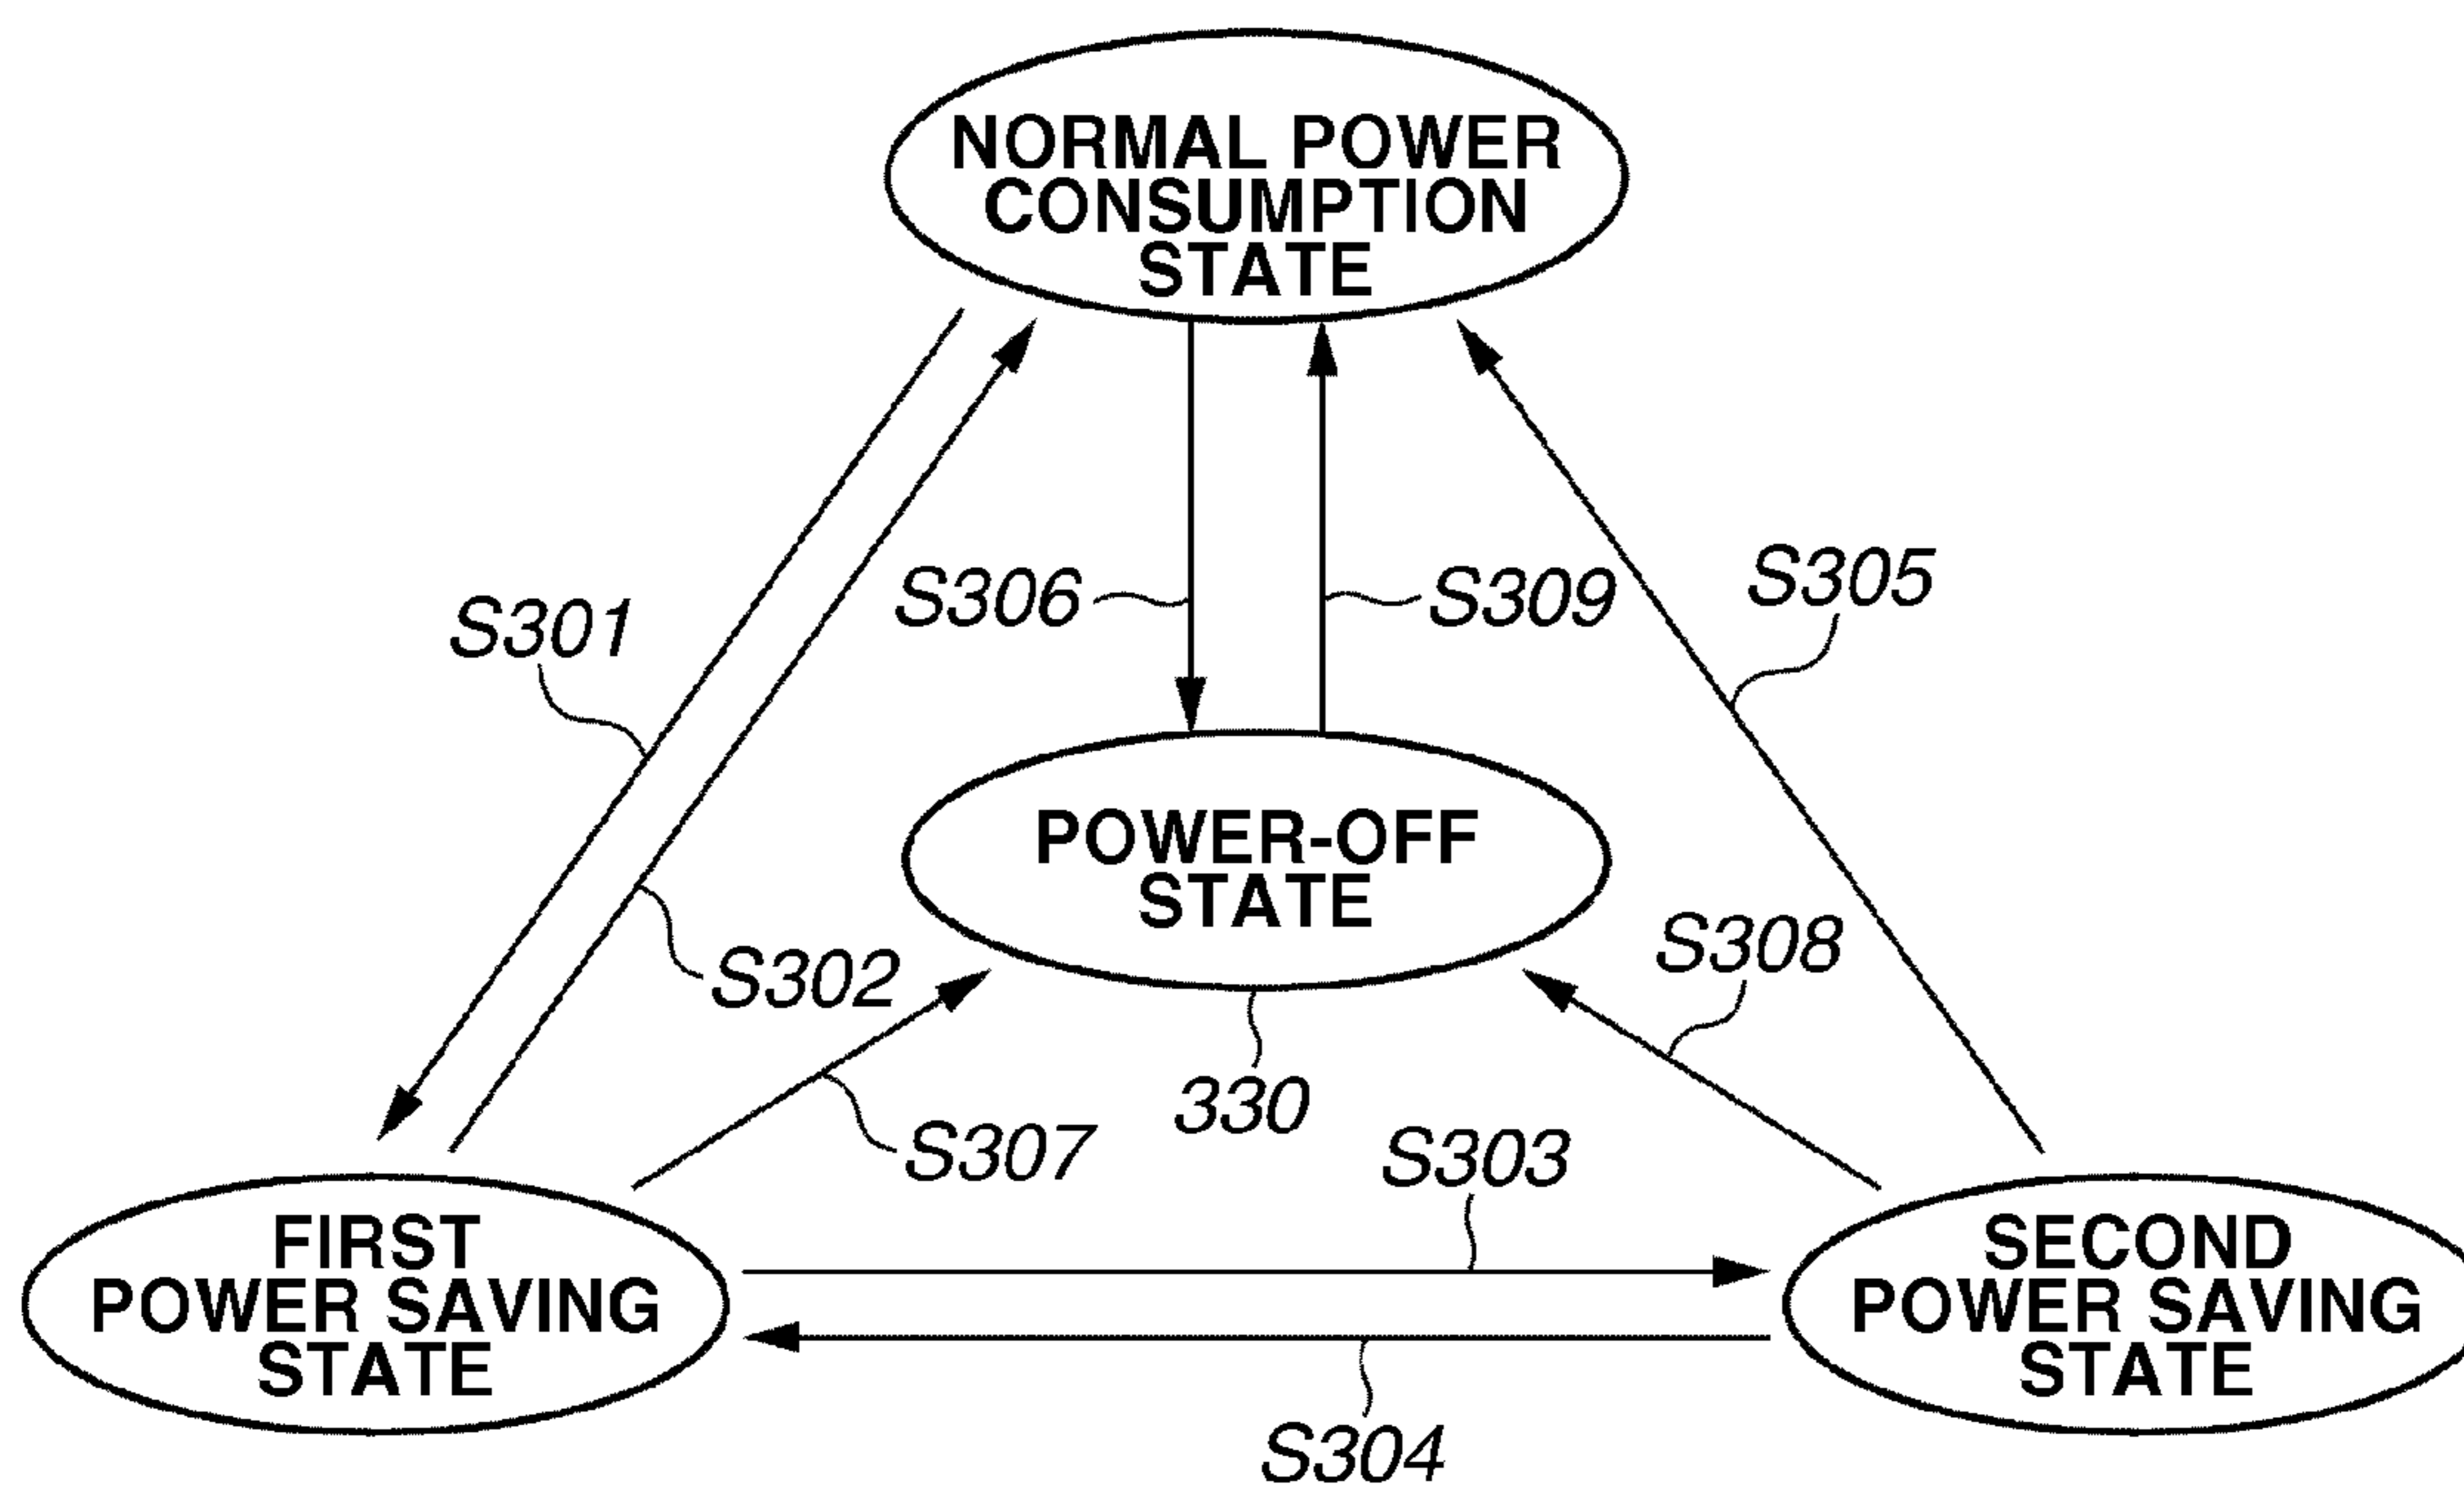 NORMAL POWER
CONSUMPTION
STATE
S306
S309
S305
S301
POWER-OFF
STATE
S308
S302
330
S307
S303
FIRST
POWER SAVING
STATE
SECOND
POWER SAVING
STATE
S304